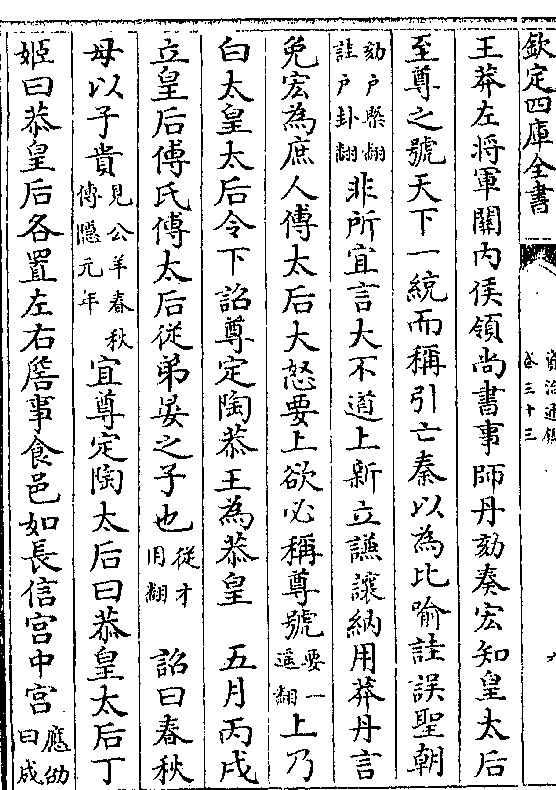 欽定四庫全書
資治通鑑
卷三十三
王莽左將軍關内侯領尚書事師丹劾奏宏知皇太后
至尊之號天下一統而稱引亡秦以為比喻詿誤聖朝
劾户槩翻詿户卦翻非所宜言大不道上新立謙讓納用莽丹言
免宏為庶人傅太后大怒要上欲必稱尊號要一遥翻上乃
白太皇太后令下詔尊定陶恭王為恭皇 五月丙戌
立皇后傅氏傅太后從弟晏之子也從才用翻 詔曰春秋
母以子貴見公羊春秋傳隱元年宜尊定陶太后曰恭皇太后丁
姬曰恭皇后各置左右詹事食邑如長信宫中宫應劭曰成